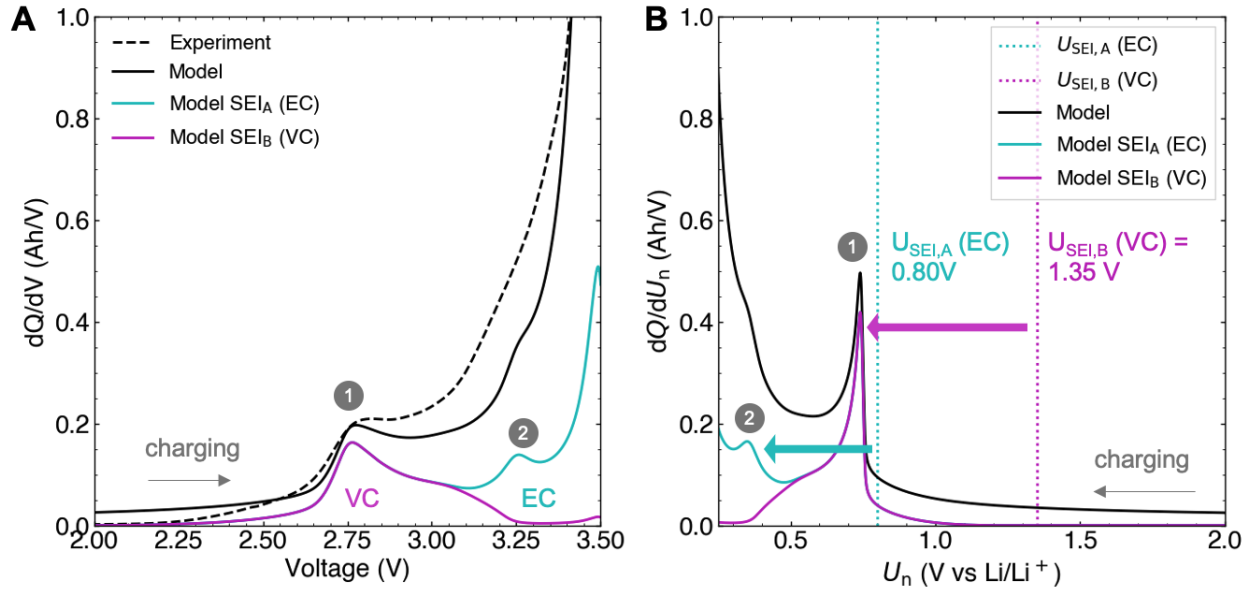 A
Experiment
Model
Model SEI_A (EC)
Model SEI_B (VC)
1
2
charging
VC
EC
dQ/dV (Ah/V)
0.0
0.2
0.4
0.6
0.8
1.0
2.00
2.25
2.50
2.75
3.00
3.25
3.50
Voltage (V)
B
U_SEI, A (EC)
U_SEI, B (VC)
Model
Model SEI_A (EC)
Model SEI_B (VC)
1
U_SEI,A (EC)
0.80V
U_SEI,B (VC) =
1.35 V
2
charging
dQ/dU_n (Ah/V)
0.0
0.2
0.4
0.6
0.8
1.0
0.5
1.0
1.5
2.0
U_n (V vs Li/Li⁺)